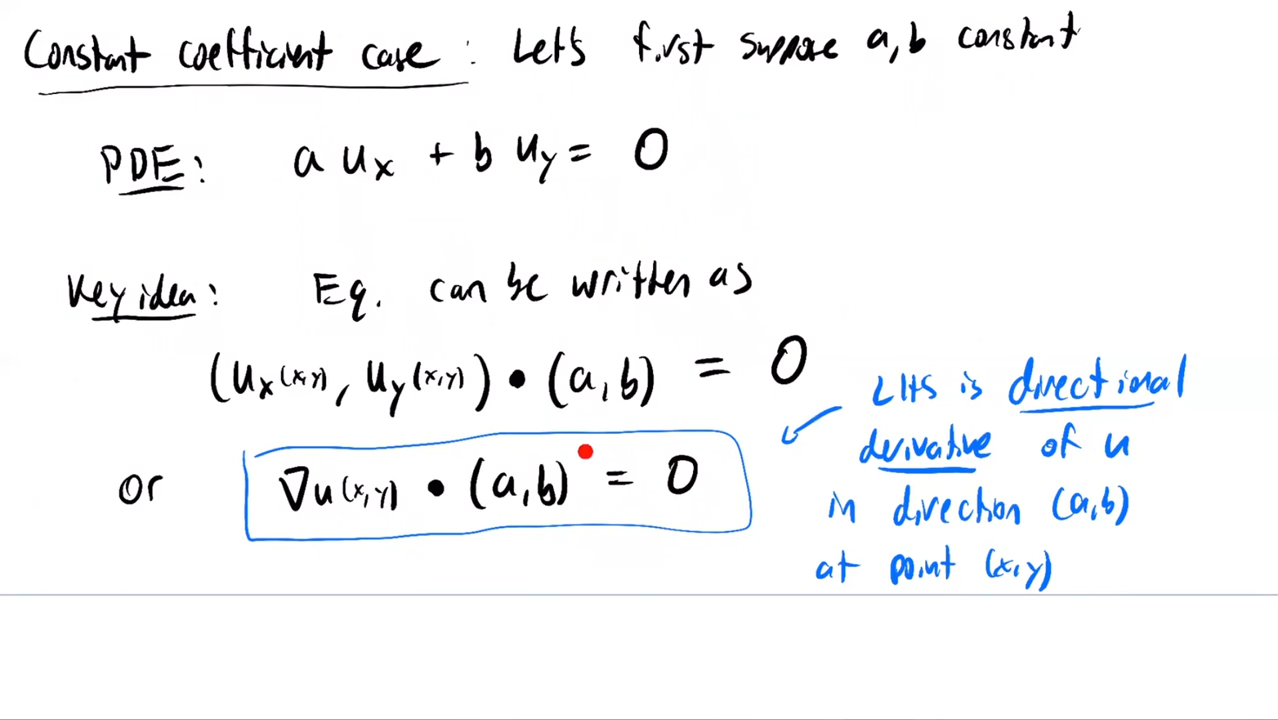 Constant coefficient case : Let's first suppose a,b constant
PDE: a u_x + b u_y = 0
Key idea: Eq. can be written as
(u_x(x,y), u_y(x,y)) • (a,b) = 0
or ∇u(x,y) • (a,b) = 0
LHS is directional
derivative of u
in direction (a,b)
at point (x,y)